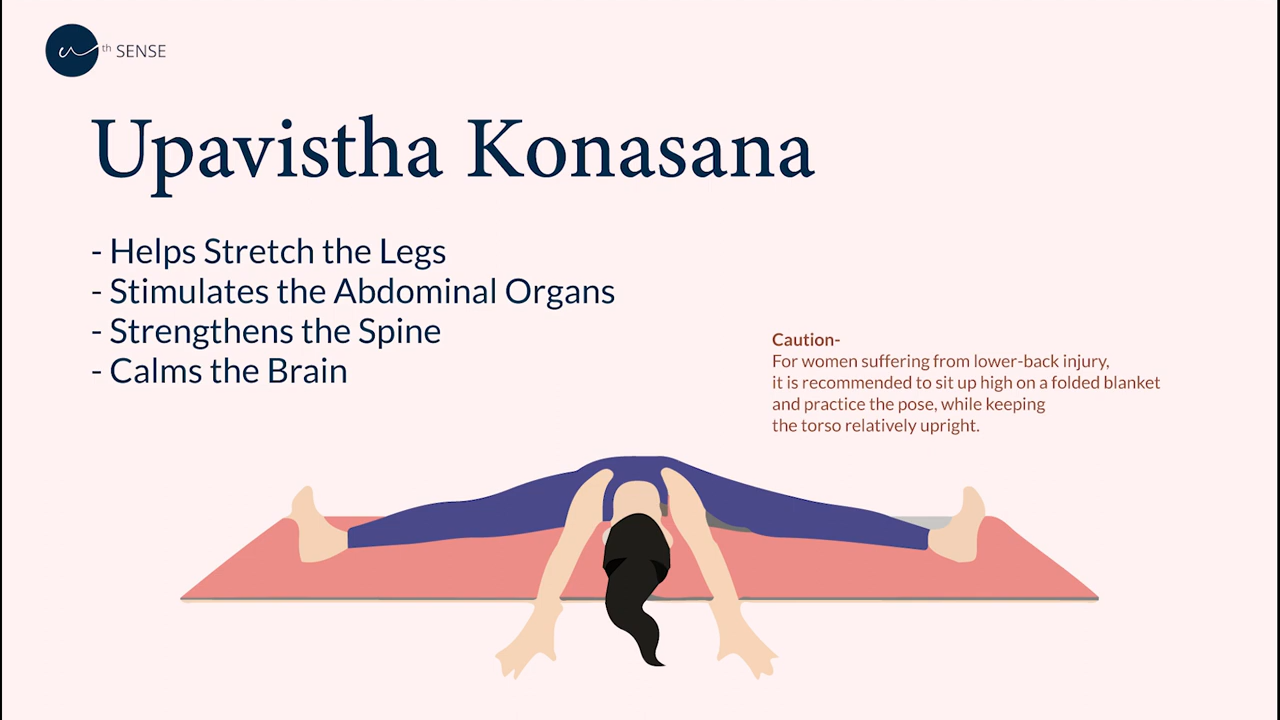 th SENSE
Upavistha Konasana
- Helps Stretch the Legs
- Stimulates the Abdominal Organs
- Strengthens the Spine
- Calms the Brain
Caution-
For women suffering from lower-back injury,
it is recommended to sit up high on a folded blanket
and practice the pose, while keeping
the torso relatively upright.